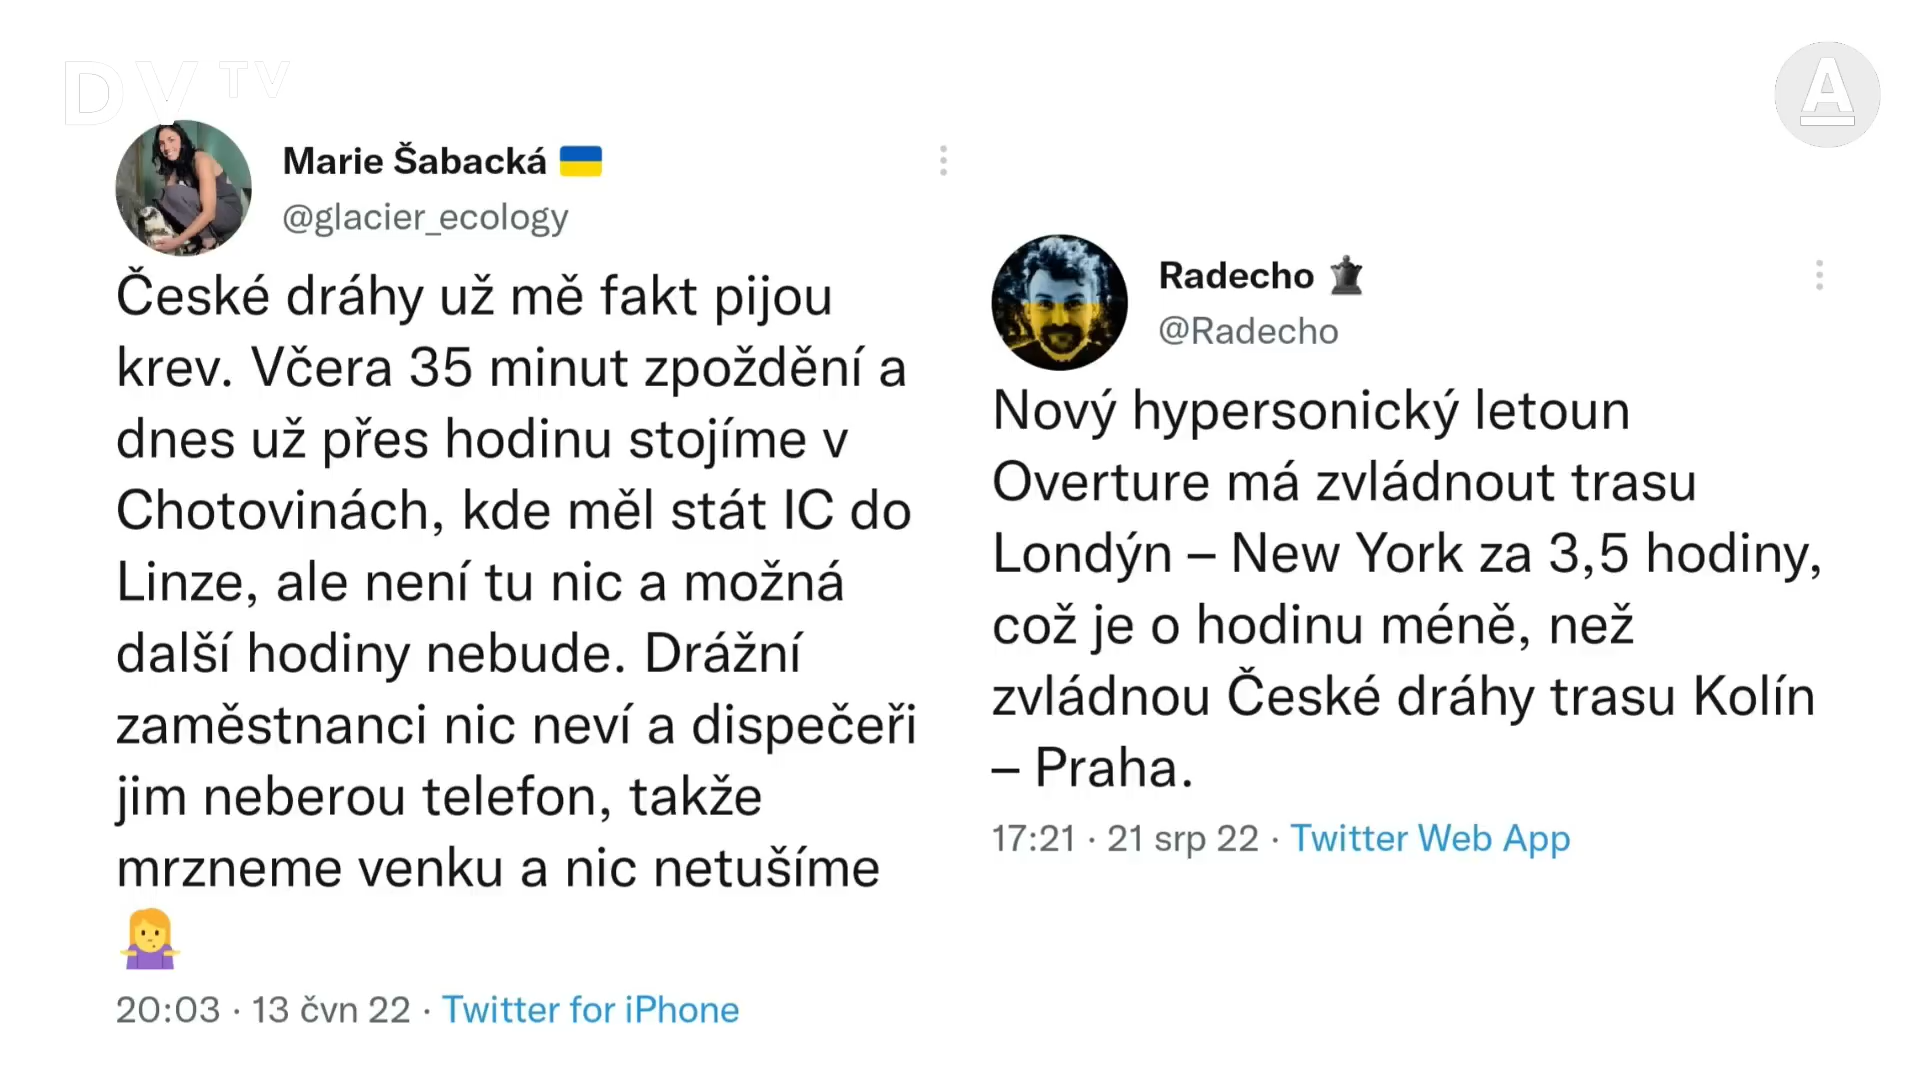 DVTV
A
Marie Šabacká 🇺🇦
@glacier_ecology
České dráhy už mě fakt pijou
krev. Včera 35 minut zpoždění a
dnes už přes hodinu stojíme v
Chotovinách, kde měl stát IC do
Linze, ale není tu nic a možná
další hodiny nebude. Drážní
zaměstnanci nic neví a dispečeři
jim neberou telefon, takže
mrzneme venku a nic netušíme
🤷‍♀️
20:03 · 13 čvn 22 · Twitter for iPhone
Radecho
@Radecho
Nový hypersonický letoun
Overture má zvládnout trasu
Londýn – New York za 3,5 hodiny,
což je o hodinu méně, než
zvládnou České dráhy trasu Kolín
– Praha.
17:21 · 21 srp 22 · Twitter Web App